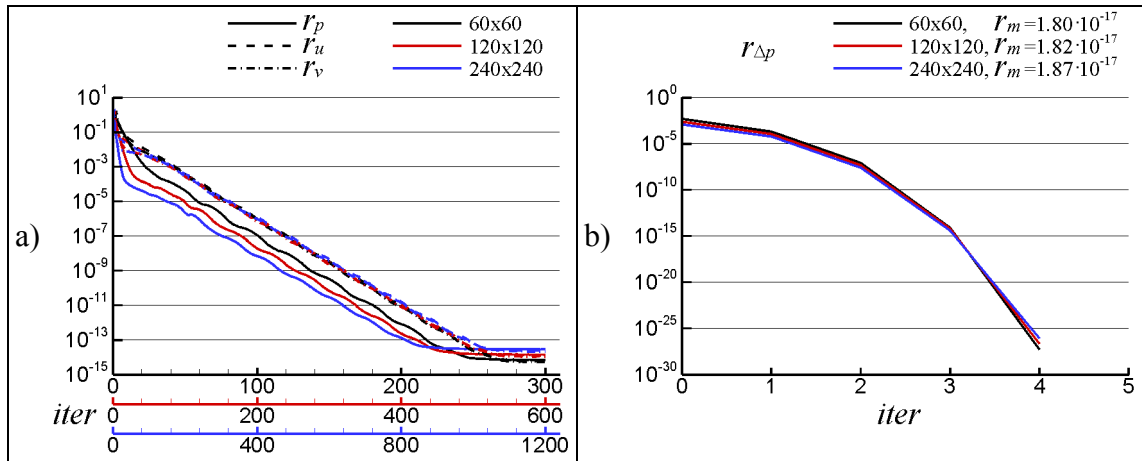 a)
r_p 60x60
r_u 120x120
r_v 240x240
10^1
10^-1
10^-3
10^-5
10^-7
10^-9
10^-11
10^-13
10^-15
0 100 200 300
iter 0 200 400 600
0 400 800 1200
b)
r_Δp
60x60, r_m=1.80·10^-17
120x120, r_m=1.82·10^-17
240x240, r_m=1.87·10^-17
10^0
10^-5
10^-10
10^-15
10^-20
10^-25
10^-30
0 1 2 3 4 5
iter